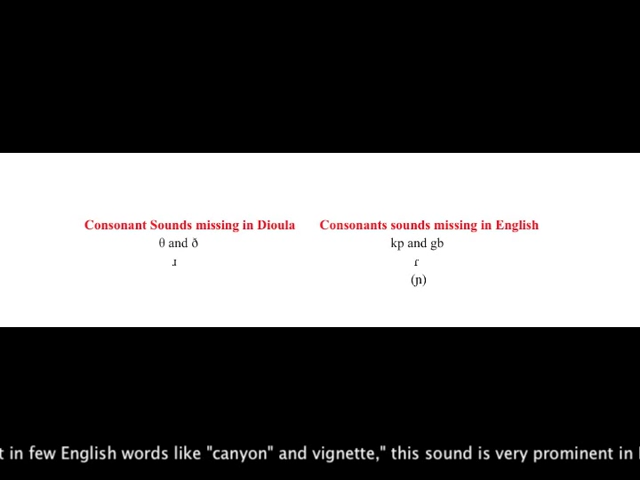 Consonant Sounds missing in Dioula Consonants sounds missing in English
θ and ð kp and gb
ɹ ɾ
(ɲ)
in few English words like "canyon" and vignette," this sound is very prominent in